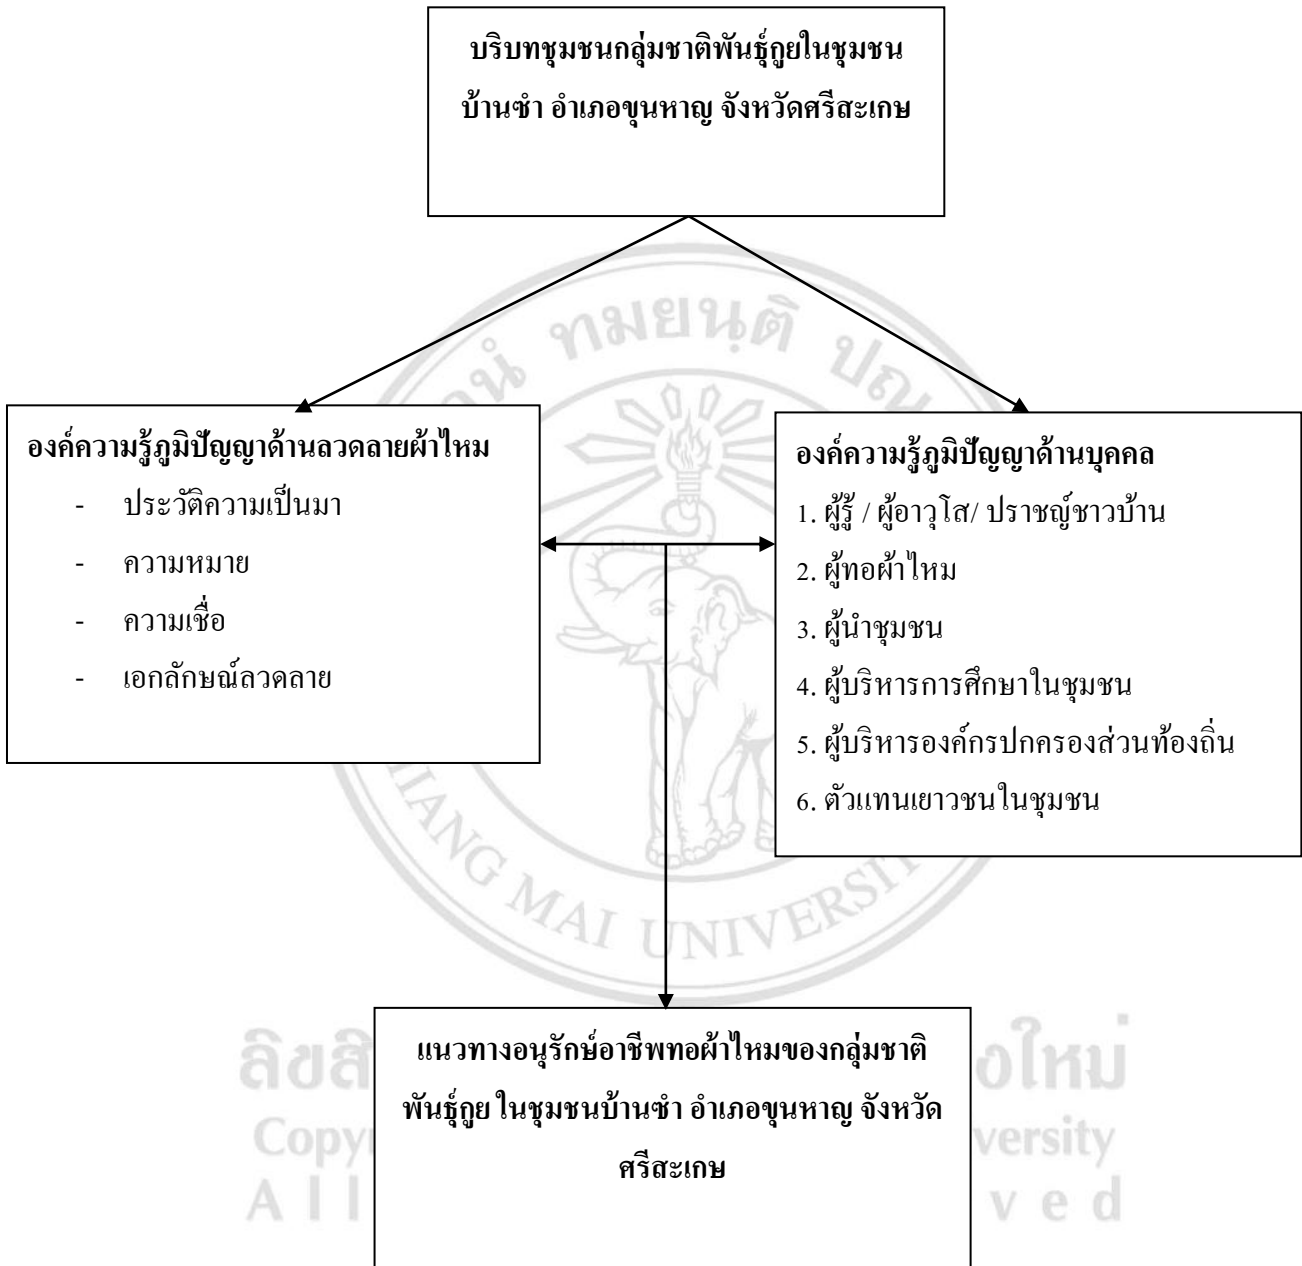 บริบทชุมชนกลุ่มชาติพันธุ์กูยในชุมชน
บ้านซำ อำเภอขุนหาญ จังหวัดศรีสะเกษ
ทมยนฺติ
องค์ความรู้ภูมิปัญญาด้านลวดลายผ้าไหม
- ประวัติความเป็นมา
- ความหมาย
- ความเชื่อ
- เอกลักษณ์ลวดลาย
องค์ความรู้ภูมิปัญญาด้านบุคคล
1. ผู้รู้ / ผู้อาวุโส/ ปราชญ์ชาวบ้าน
2. ผู้ทอผ้าไหม
3. ผู้นำชุมชน
4. ผู้บริหารการศึกษาในชุมชน
5. ผู้บริหารองค์กรปกครองส่วนท้องถิ่น
6. ตัวแทนเยาวชนในชุมชน
MAI UNIVERSIT
แนวทางอนุรักษ์อาชีพทอผ้าไหมของกลุ่มชาติ
พันธุ์กูย ในชุมชนบ้านซำ อำเภอขุนหาญ จังหวัด
ศรีสะเกษ
All